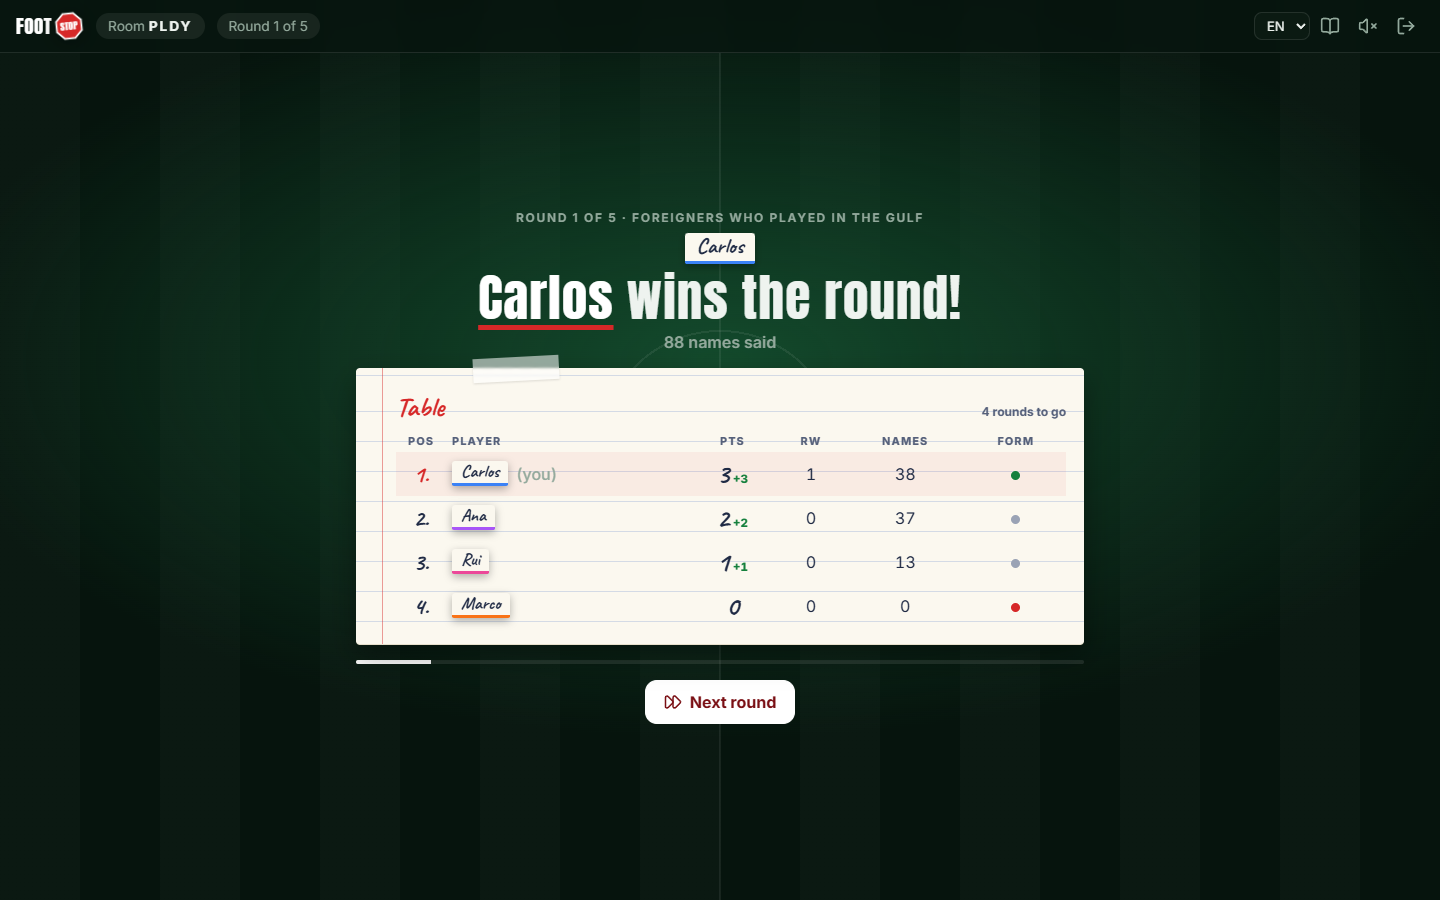 FOOT STOP Room PLDY Round 1 of 5 EN
ROUND 1 OF 5 · FOREIGNERS WHO PLAYED IN THE GULF
Carlos
Carlos wins the round!
88 names said
Table 4 rounds to go
POS PLAYER PTS RW NAMES FORM
1. Carlos (you) 3 +3 1 38
2. Ana 2 +2 0 37
3. Rui 1 +1 0 13
4. Marco 0 0 0
Next round